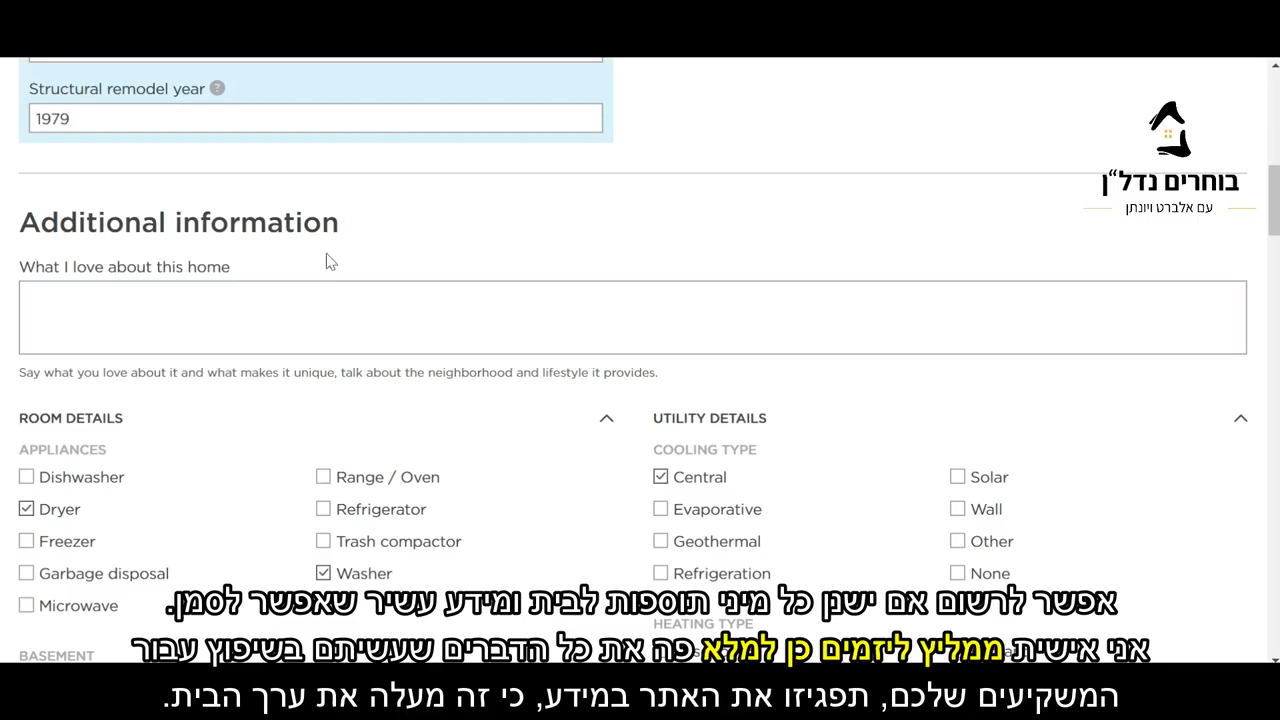 Structural remodel year ?
1979
בוחרים נדל“ן
עם אלברט ויונתן
Additional information
What I love about this home
Say what you love about it and what makes it unique, talk about the neighborhood and lifestyle it provides.
ROOM DETAILS
APPLIANCES
Dishwasher
Range / Oven
Dryer
Refrigerator
Freezer
Trash compactor
Garbage disposal
Washer
Microwave
BASEMENT
UTILITY DETAILS
COOLING TYPE
Central
Solar
Evaporative
Wall
Geothermal
Other
Refrigeration
None
HEATING TYPE
אפשר לרשום אם ישנן כל מיני תוספות לבית ומידע עשיר שאפשר לסמן.
אני אישית ממליץ ליזמים כן למלא פה את כל הדברים שעשיתם בשיפוץ עבור
המשקיעים שלכם, תפגיזו את האתר במידע, כי זה מעלה את ערך הבית.